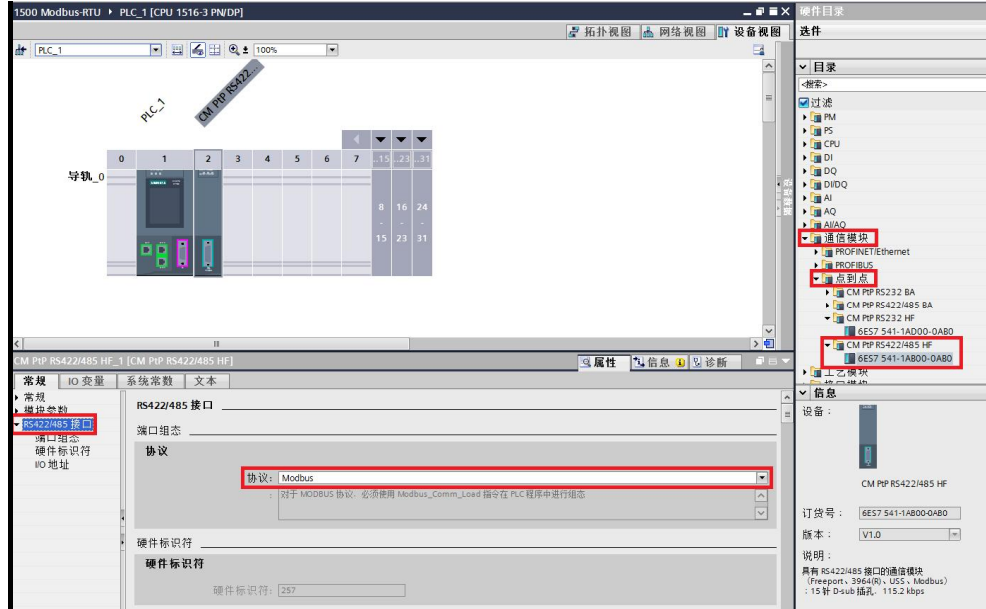 1500 Modbus-RTU ▸ PLC_1 [CPU 1516-3 PN/DP]
拓扑视图 网络视图 设备视图
PLC_1 100%
PLC_1
CM PtP RS422...
0 1 2 3 4 5 6 7 ..15 ..23 ..31
导轨_0
8 16 24
- - -
15 23 31
CM PtP RS422/485 HF_1 [CM PtP RS422/485 HF]
属性 信息 诊断
常规 IO 变量 系统常数 文本
常规
模块参数
RS422/485 接口
端口组态
硬件标识符
I/O 地址
RS422/485 接口
端口组态
协议
协议: Modbus
: 对于 MODBUS 协议，必须使用 Modbus_Comm_Load 指令在 PLC 程序中进行组态
硬件标识符
硬件标识符
硬件标识符: 257
硬件目录
选件
目录
<搜索>
过滤
PM
PS
CPU
DI
DQ
DI/DQ
AI
AQ
AI/AQ
通信模块
PROFINET/Ethernet
PROFIBUS
点到点
CM PtP RS232 BA
CM PtP RS422/485 BA
CM PtP RS232 HF
6ES7 541-1AD00-0AB0
CM PtP RS422/485 HF
6ES7 541-1AB00-0AB0
工艺模块
接口模块
信息
设备：
CM PtP RS422/485 HF
订货号： 6ES7 541-1AB00-0AB0
版本： V1.0
说明：
具有 RS422/485 接口的通信模块
（Freeport、3964(R)、USS、Modbus）
；15 针 D-sub 插孔，115.2 kbps